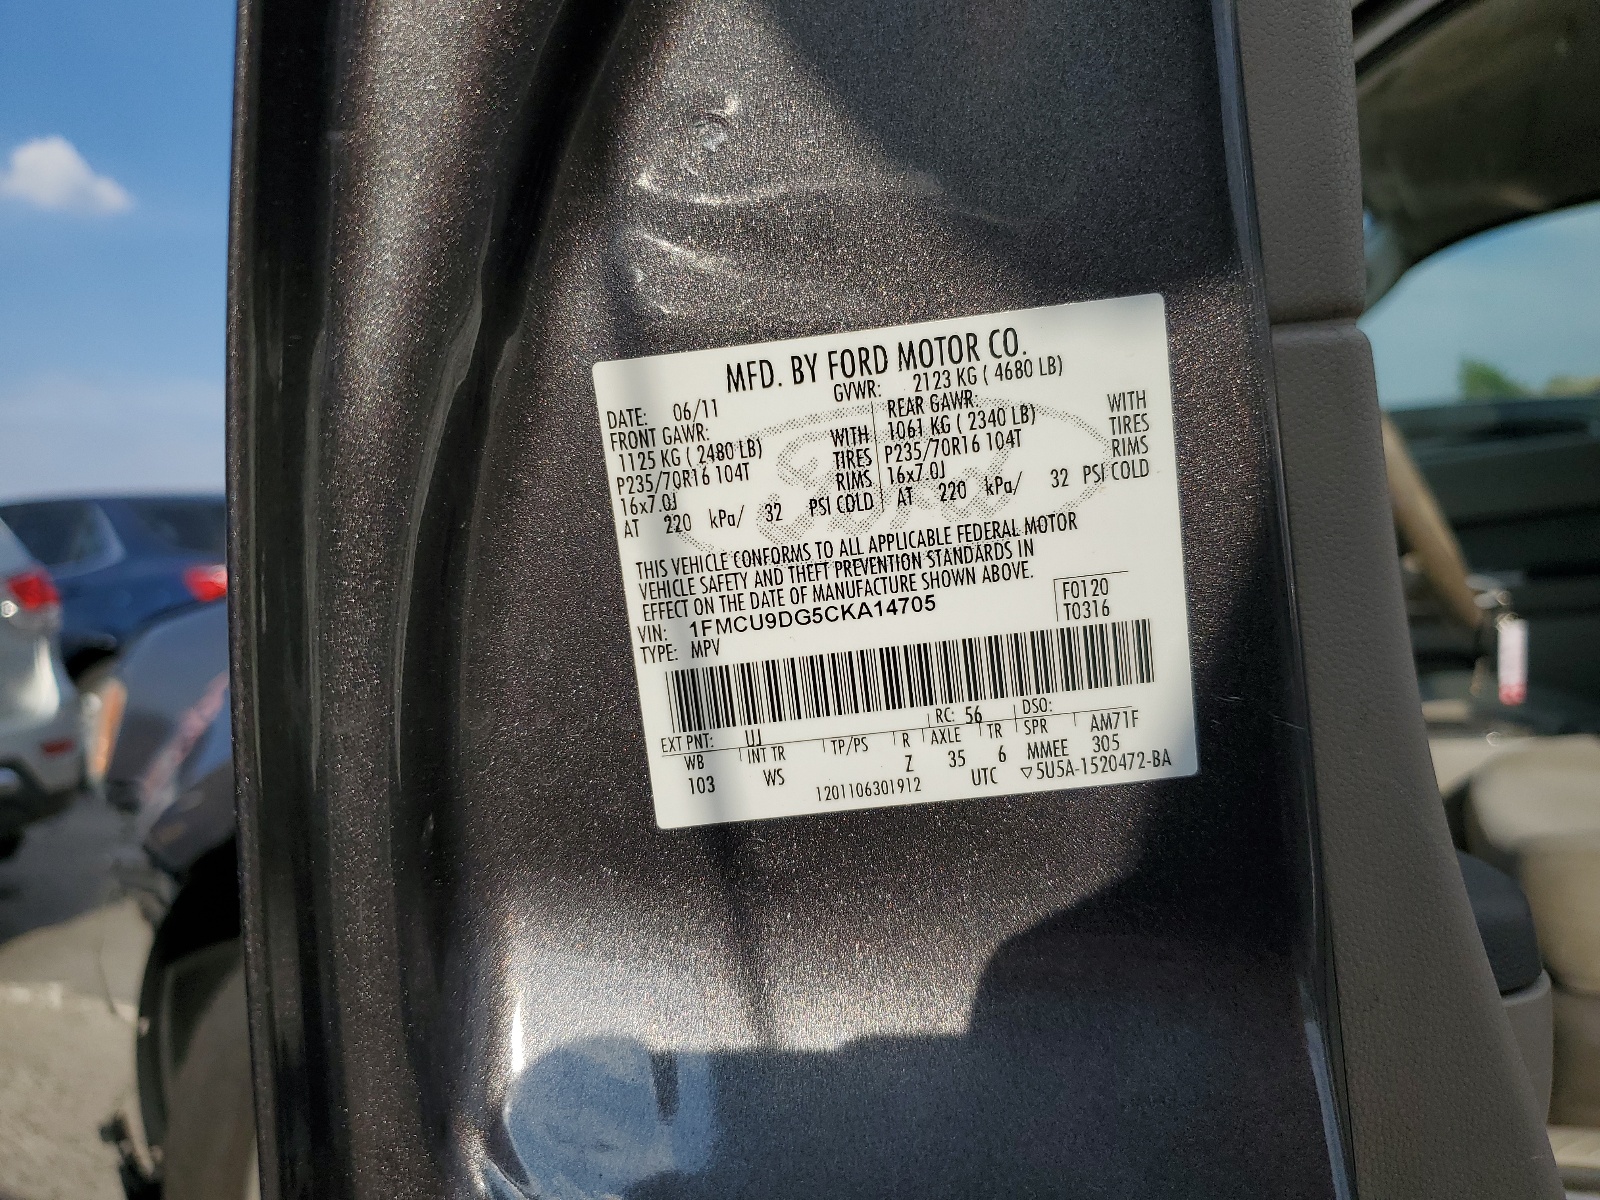 MFD. BY FORD MOTOR CO.
DATE: 06/11 GVWR: 2123 KG ( 4680 LB)
FRONT GAWR: REAR GAWR:
1125 KG ( 2480 LB) WITH 1061 KG ( 2340 LB) WITH
P235/70R16 104T TIRES P235/70R16 104T TIRES
16x7.0J RIMS 16x7.0J RIMS
AT 220 kPa/ 32 PSI COLD AT 220 kPa/ 32 PSI COLD
THIS VEHICLE CONFORMS TO ALL APPLICABLE FEDERAL MOTOR
VEHICLE SAFETY AND THEFT PREVENTION STANDARDS IN
EFFECT ON THE DATE OF MANUFACTURE SHOWN ABOVE.
VIN: 1FMCU9DG5CKA14705 F0120
TYPE: MPV T0316
EXT PNT: UJ RC: 56 DSO:
WB INT TR TP/PS R AXLE TR SPR AM71F
103 WS Z 35 6 MMEE 305
1201106301912 UTC ▽5U5A-1520472-BA
Ford